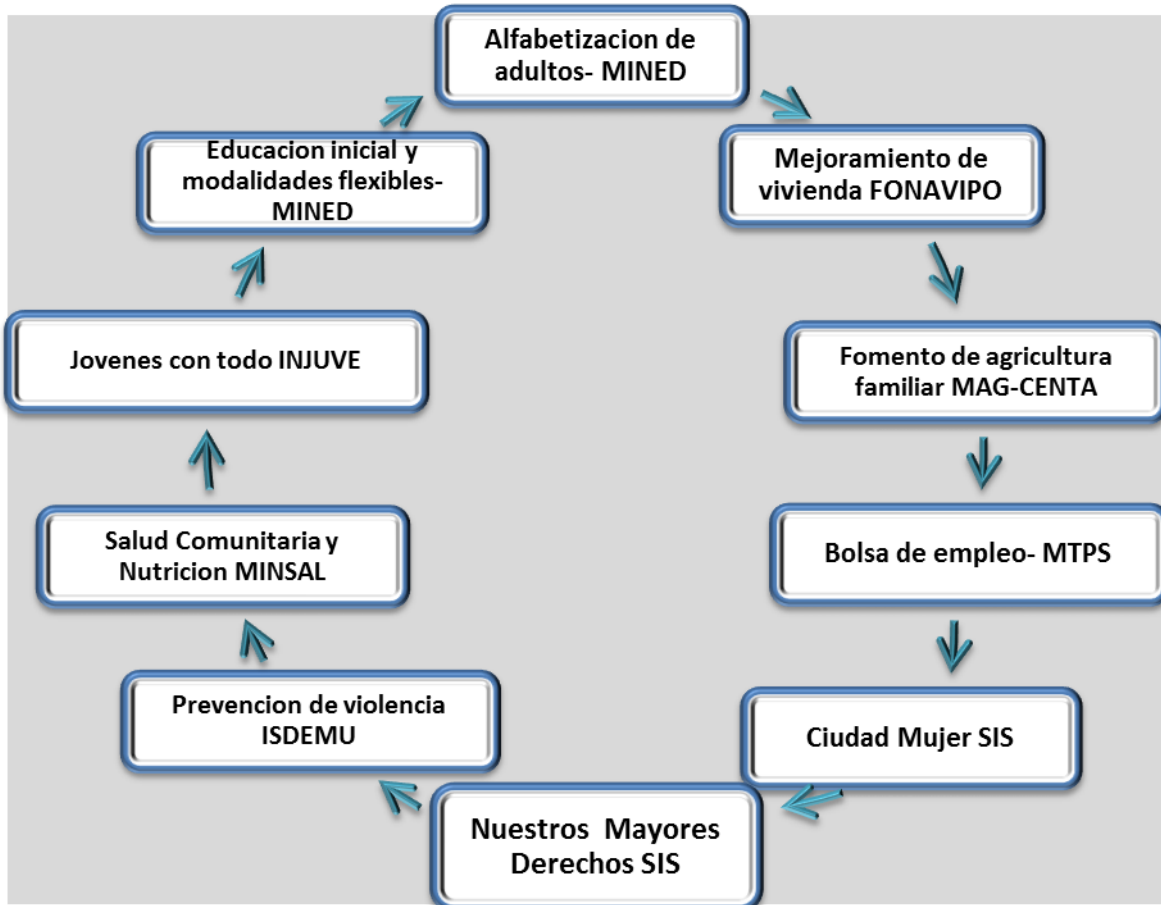 Alfabetizacion de
adultos- MINED
Mejoramiento de
vivienda FONAVIPO
Fomento de agricultura
familiar MAG-CENTA
Bolsa de empleo- MTPS
Ciudad Mujer SIS
Nuestros Mayores
Derechos SIS
Prevencion de violencia
ISDEMU
Salud Comunitaria y
Nutricion MINSAL
Jovenes con todo INJUVE
Educacion inicial y
modalidades flexibles-
MINED